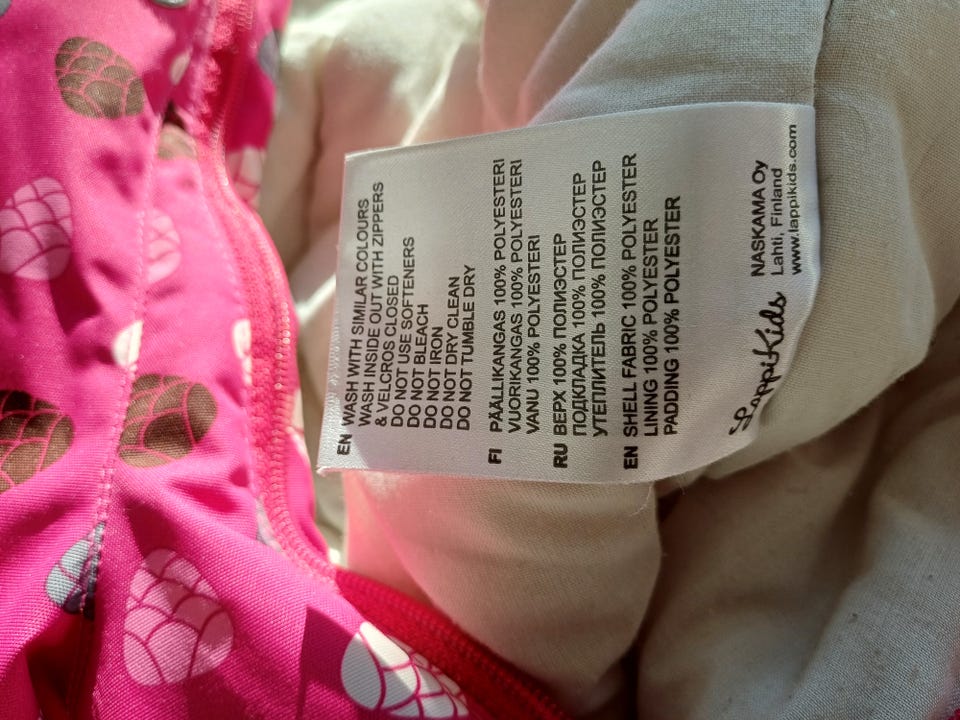 EN WASH WITH SIMILAR COLOURS
WASH INSIDE OUT WITH ZIPPERS
& VELCROS CLOSED
DO NOT USE SOFTENERS
DO NOT BLEACH
DO NOT IRON
DO NOT DRY CLEAN
DO NOT TUMBLE DRY
FI PÄÄLLIKANGAS 100% POLYESTERI
VUORIKANGAS 100% POLYESTERI
VANU 100% POLYESTERI
RU ВЕРХ 100% ПОЛИЭСТЕР
ПОДКЛАДКА 100% ПОЛИЭСТЕР
УТЕПЛИТЕЛЬ 100% ПОЛИЭСТЕР
EN SHELL FABRIC 100% POLYESTER
LINING 100% POLYESTER
PADDING 100% POLYESTER
LappiKids
NASKAMA Oy
Lahti, Finland
www.lappikids.com